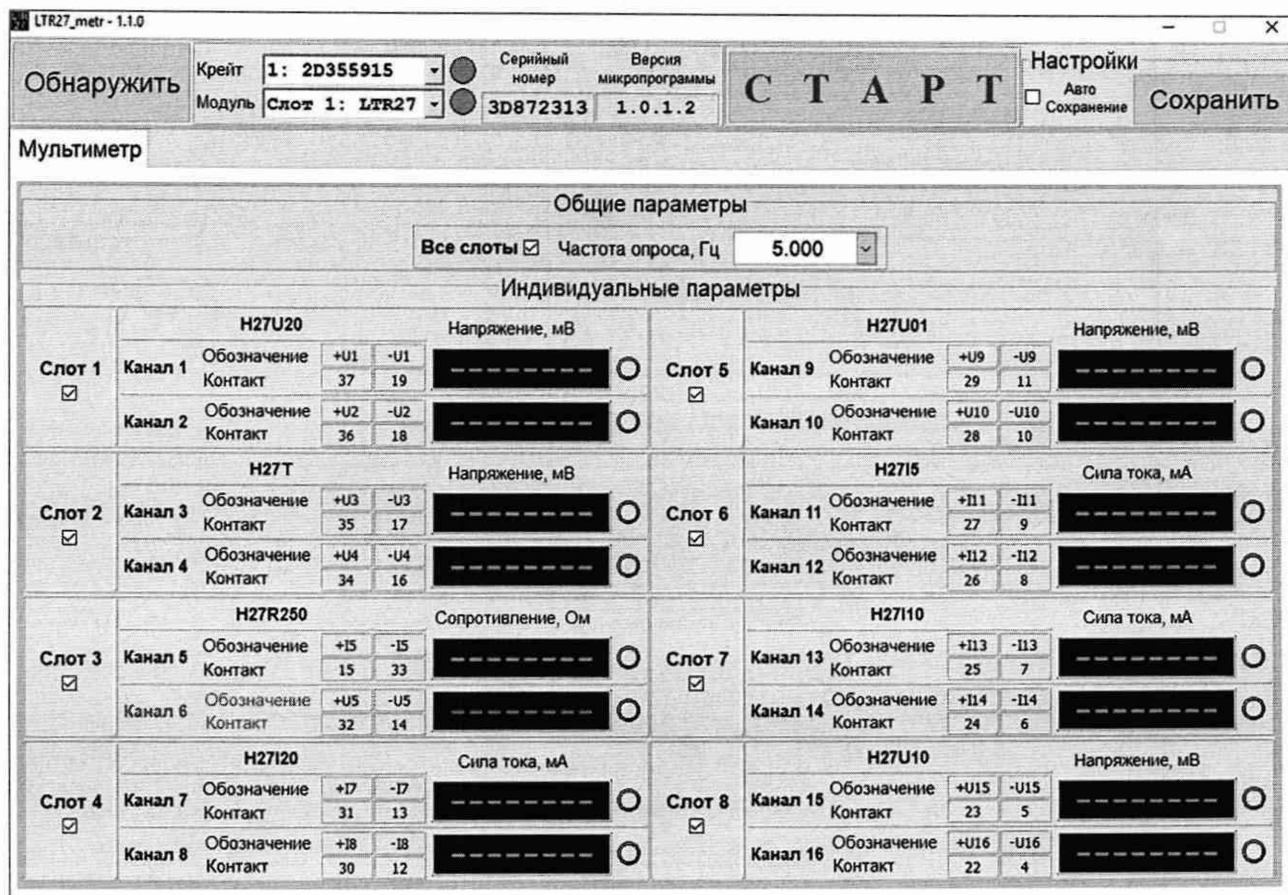 LTR27_metr - 1.1.0
Обнаружить
Крейт 1: 2D355915
Модуль Слот 1: LTR27
Серийный номер
3D872313
Версия микропрограммы
1.0.1.2
СТАРТ
Настройки
Авто Сохранение
Сохранить
Мультиметр
Общие параметры
Все слоты Частота опроса, Гц 5.000
Индивидуальные параметры
Слот 1
H27U20 Напряжение, мВ
Канал 1
Обозначение +U1 -U1
Контакт 37 19
Канал 2
Обозначение +U2 -U2
Контакт 36 18
Слот 2
H27T Напряжение, мВ
Канал 3
Обозначение +U3 -U3
Контакт 35 17
Канал 4
Обозначение +U4 -U4
Контакт 34 16
Слот 3
H27R250 Сопротивление, Ом
Канал 5
Обозначение +I5 -I5
Контакт 15 33
Канал 6
Обозначение +U5 -U5
Контакт 32 14
Слот 4
H27I20 Сила тока, мА
Канал 7
Обозначение +I7 -I7
Контакт 31 13
Канал 8
Обозначение +I8 -I8
Контакт 30 12
Слот 5
H27U01 Напряжение, мВ
Канал 9
Обозначение +U9 -U9
Контакт 29 11
Канал 10
Обозначение +U10 -U10
Контакт 28 10
Слот 6
H27I5 Сила тока, мА
Канал 11
Обозначение +I11 -I11
Контакт 27 9
Канал 12
Обозначение +I12 -I12
Контакт 26 8
Слот 7
H27I10 Сила тока, мА
Канал 13
Обозначение +I13 -I13
Контакт 25 7
Канал 14
Обозначение +I14 -I14
Контакт 24 6
Слот 8
H27U10 Напряжение, мВ
Канал 15
Обозначение +U15 -U15
Контакт 23 5
Канал 16
Обозначение +U16 -U16
Контакт 22 4